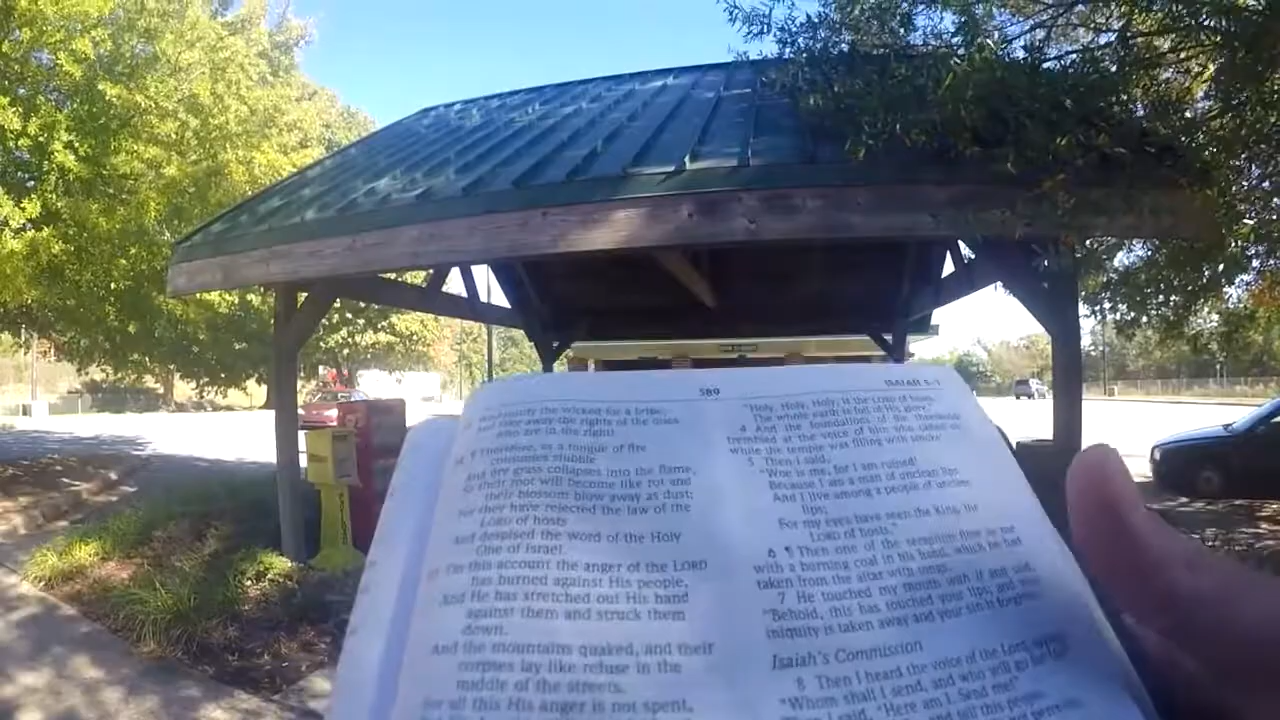 589
ISAIAH 5-7
justify the wicked for a bribe,
And take away the rights of the ones
who are in the right!
Therefore, as a tongue of fire
consumes stubble
And dry grass collapses into the flame,
So their root will become like rot and
their blossom blow away as dust;
For they have rejected the law of the
LORD of hosts
And despised the word of the Holy
One of Israel.
On this account the anger of the LORD
has burned against His people,
And He has stretched out His hand
against them and struck them
down.
And the mountains quaked, and their
corpses lay like refuse in the
middle of the streets.
For all this His anger is not spent,
"Holy, Holy, Holy, is the LORD of hosts,
The whole earth is full of His glory."
4 And the foundations of the thresholds
trembled at the voice of him who called out
while the temple was filling with smoke
5 Then I said,
"Woe is me, for I am ruined!
Because I am a man of unclean lips
And I live among a people of unclean
lips;
For my eyes have seen the King, the
LORD of hosts."
6 ¶ Then one of the seraphim flew to me
with a burning coal in his hand, which he had
taken from the altar with tongs.
7 He touched my mouth with it and said,
"Behold, this has touched your lips; and your
iniquity is taken away and your sin is forgiven
Isaiah's Commission
8 Then I heard the voice of the Lord,
"Whom shall I send, and who will go
Then I said, "Here am I. Send me!"
and tell this people